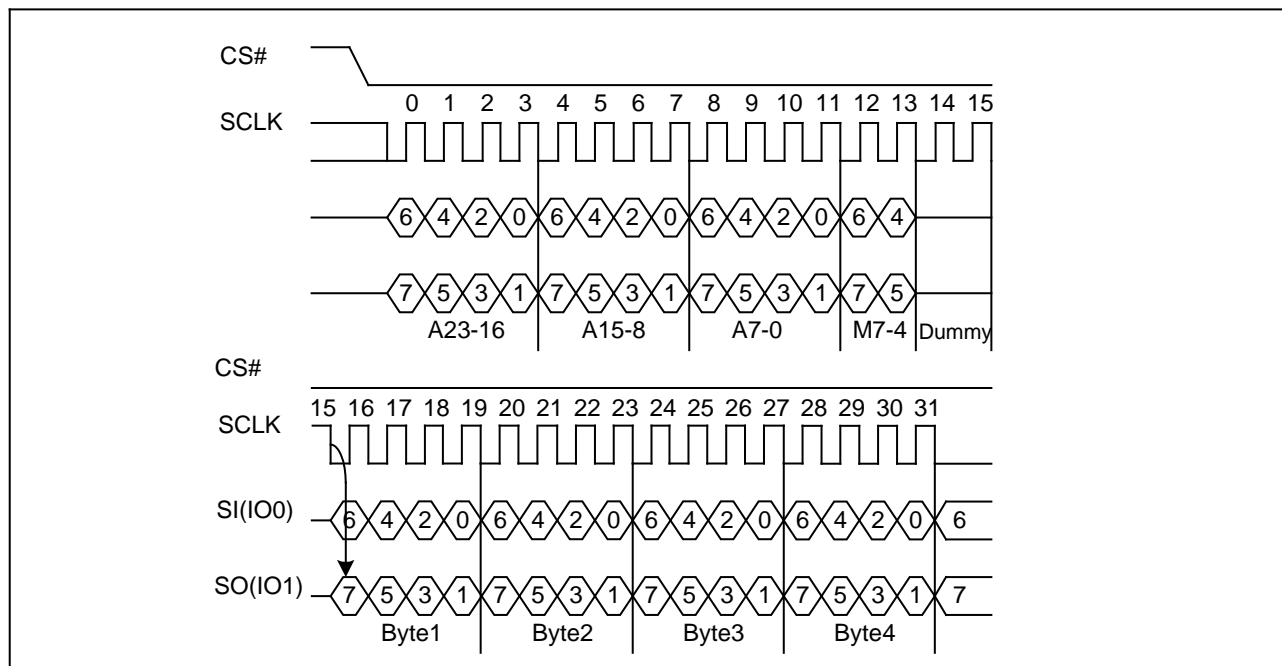 CS#
0 1 2 3 4 5 6 7 8 9 10 11 12 13 14 15
SCLK
6 4 2 0 6 4 2 0 6 4 2 0 6 4
7 5 3 1 7 5 3 1 7 5 3 1 7 5
A23-16 A15-8 A7-0 M7-4 Dummy
CS#
15 16 17 18 19 20 21 22 23 24 25 26 27 28 29 30 31
SCLK
SI(IO0) 6 4 2 0 6 4 2 0 6 4 2 0 6 4 2 0 6
SO(IO1) 7 5 3 1 7 5 3 1 7 5 3 1 7 5 3 1 7
Byte1 Byte2 Byte3 Byte4